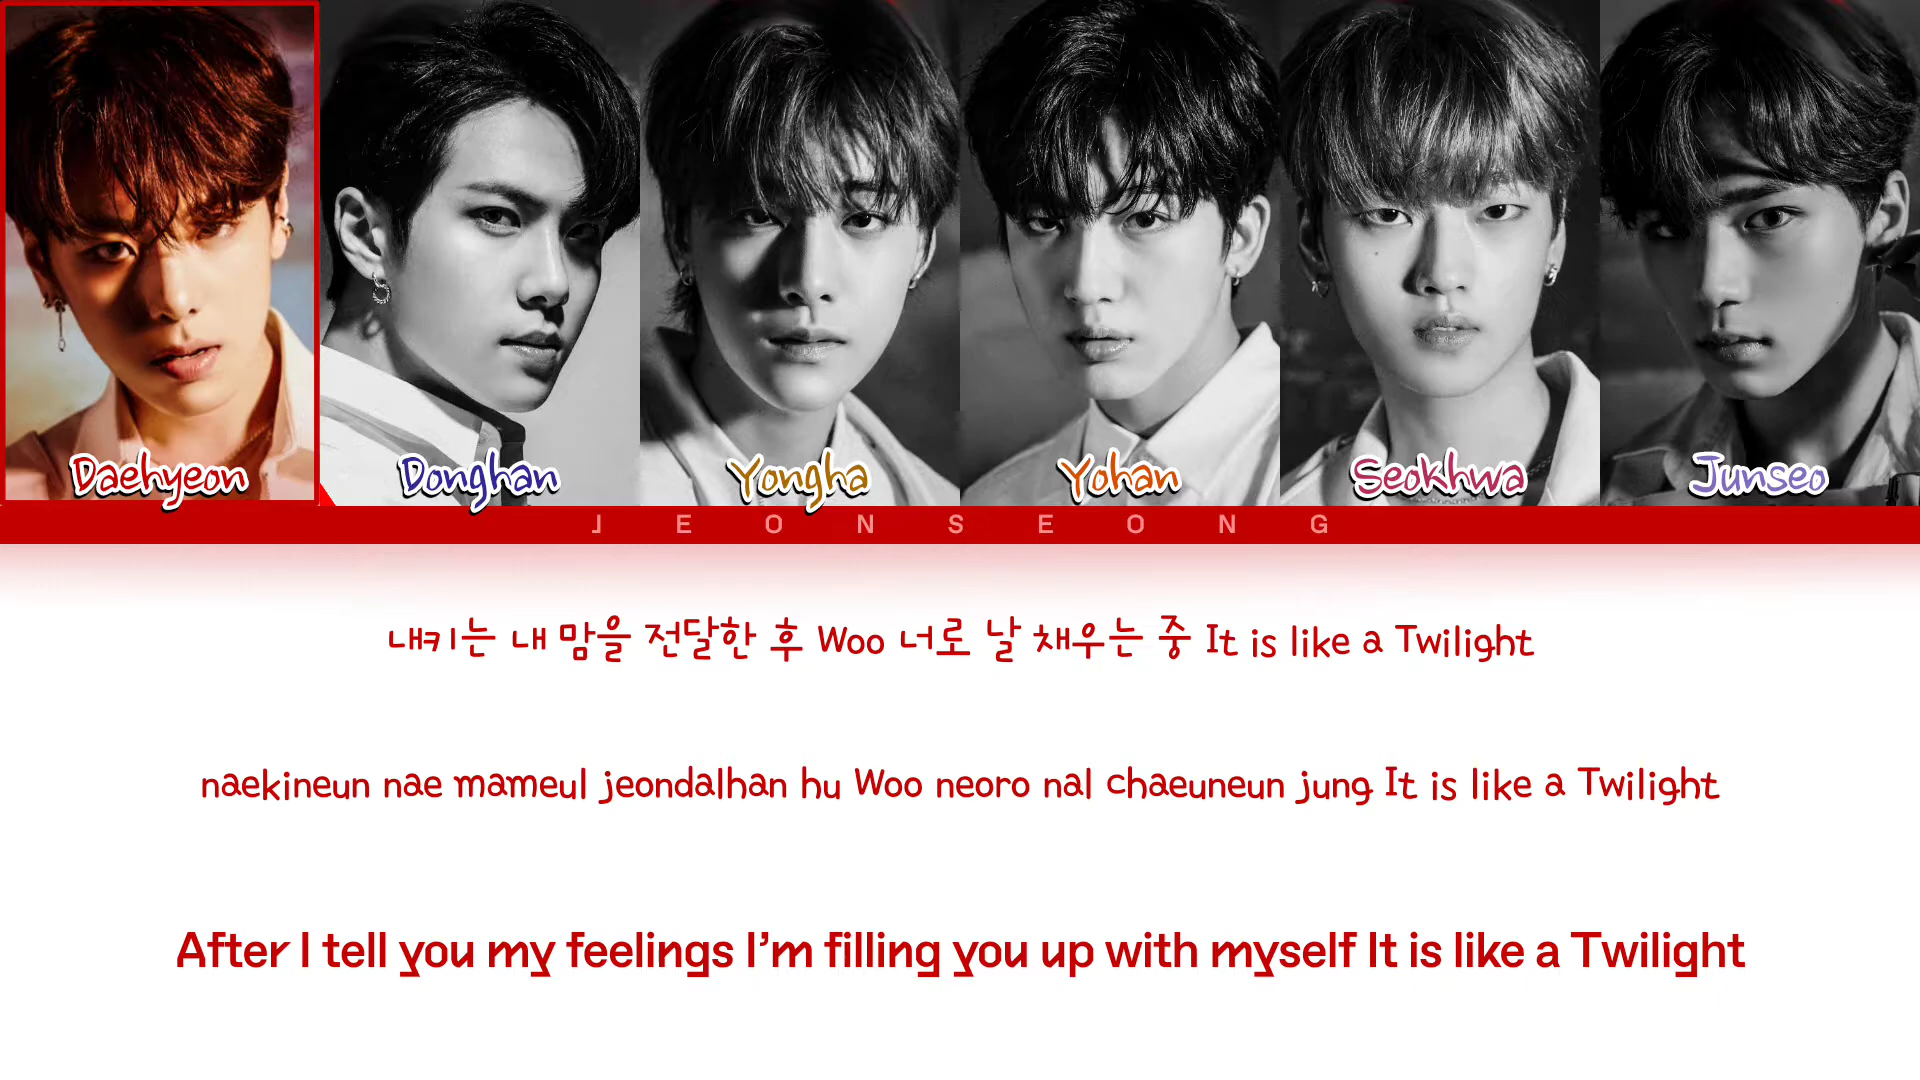 Daehyeon
Donghan
Yongha
Yohan
Seokhwa
Junseo
JEONSEONG
내키는 내 맘을 전달한 후 Woo 너로 날 채우는 중 It is like a Twilight
naekineun nae mameul jeondalhan hu Woo neoro nal chaeuneun jung It is like a Twilight
After I tell you my feelings I’m filling you up with myself It is like a Twilight